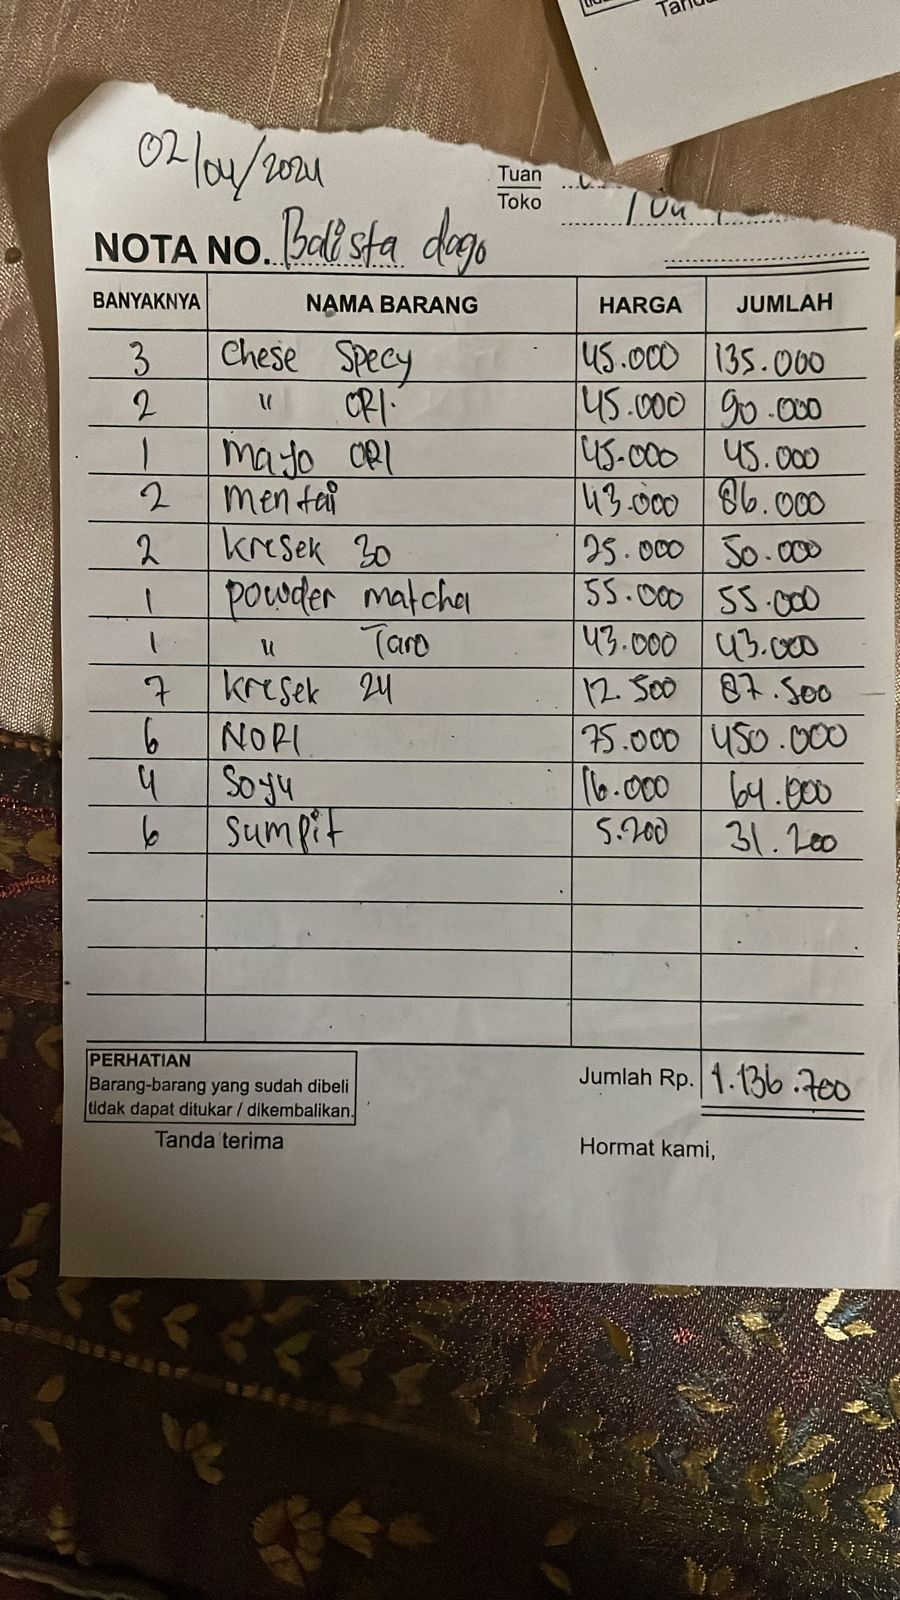 Tanda
02/04/2024
Tuan
Toko
NOTA NO. Balista dago
BANYAKNYA NAMA BARANG HARGA JUMLAH
3 Chese Specy 45.000 135.000
2 " ORI. 45.000 90.000
1 Mayo ORI 45.000 45.000
2 mentai 43.000 86.000
2 kresek 30 25.000 50.000
1 powder matcha 55.000 55.000
1 " Taro 43.000 43.000
7 kresek 24 12.500 87.500
6 NORI 75.000 450.000
4 Soyu 16.000 64.000
6 Sumpit 5.200 31.200
PERHATIAN
Barang-barang yang sudah dibeli
tidak dapat ditukar / dikembalikan.
Jumlah Rp. 1.136.700
Tanda terima
Hormat kami,